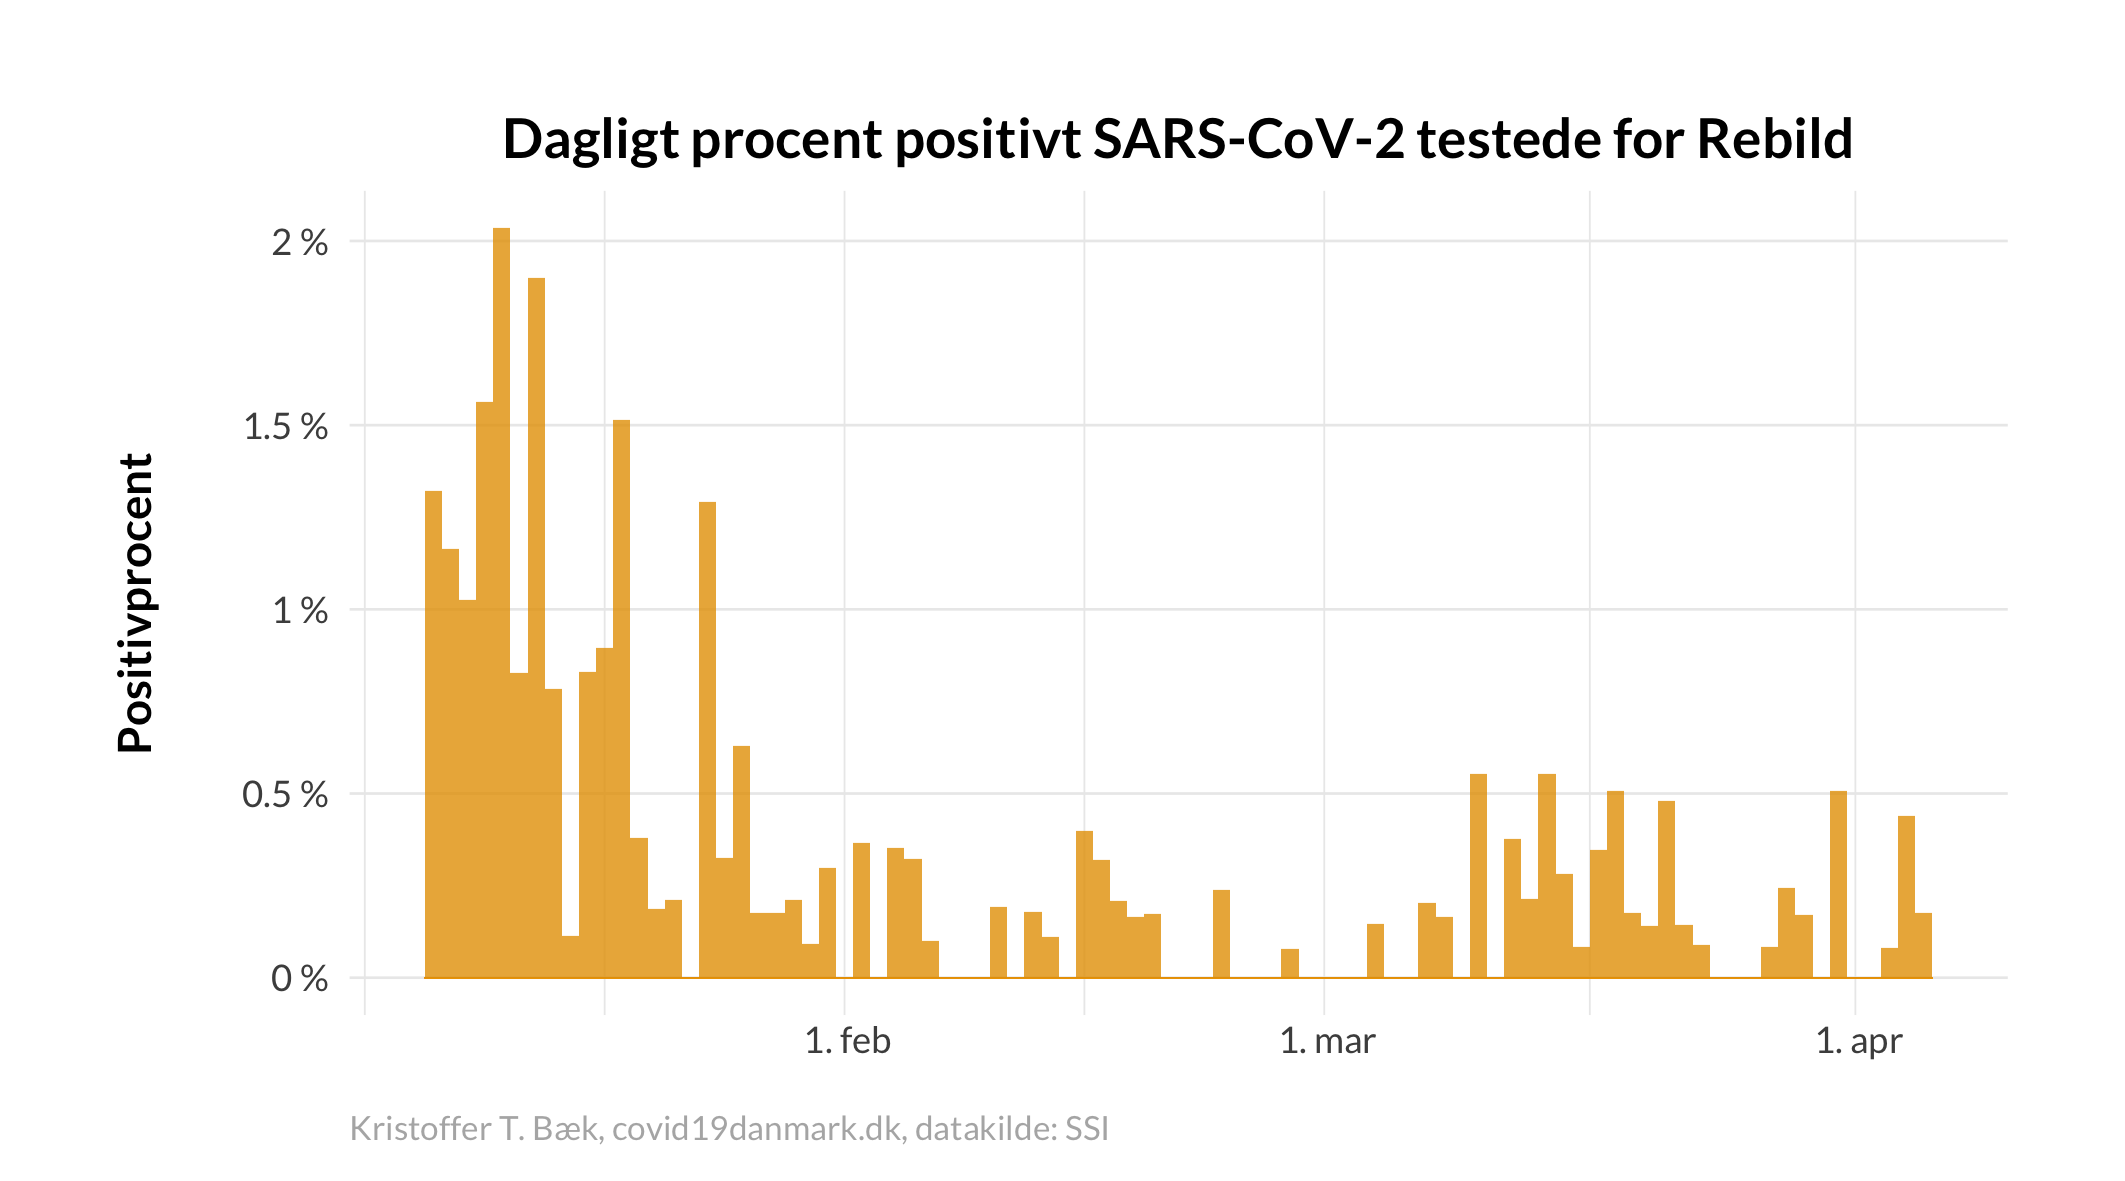 Dagligt procent positivt SARS-CoV-2 testede for Rebild
Positivprocent
2 %
1.5 %
1 %
0.5 %
0 %
1. feb
1. mar
1. apr
Kristoffer T. Bæk, covid19danmark.dk, datakilde: SSI